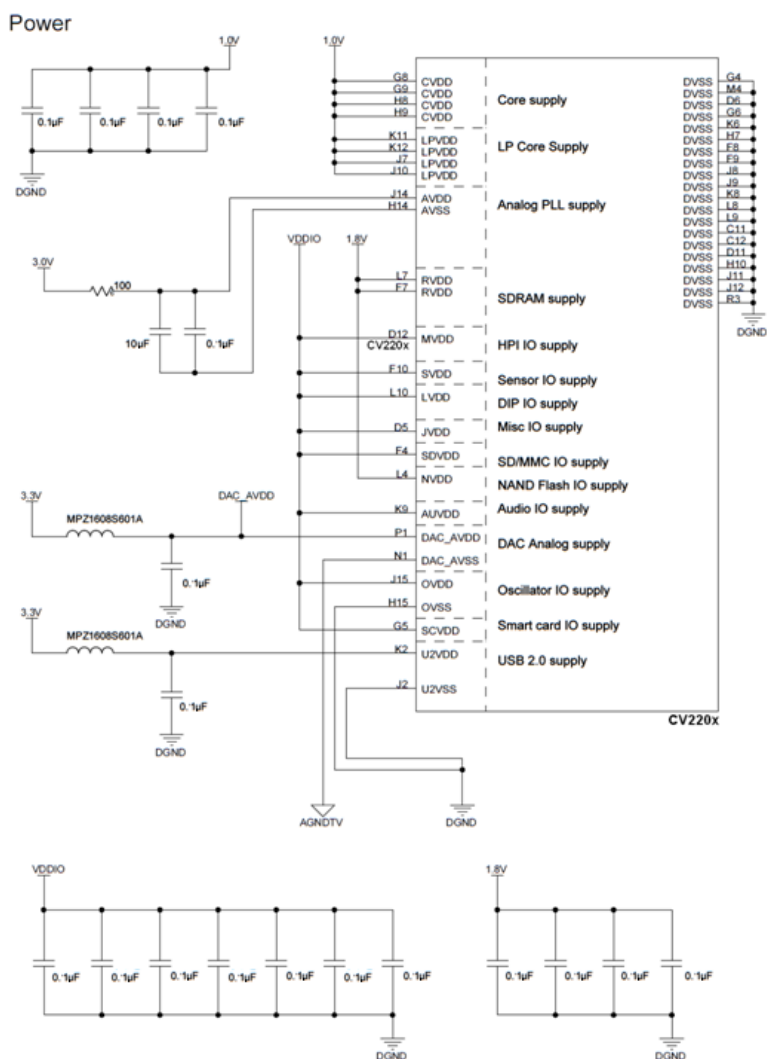 Power
1.0V
1.0V
0.1µF 0.1µF 0.1µF 0.1µF
DGND
G8 CVDD
G9 CVDD
H8 CVDD
H9 CVDD
Core supply
K11 LPVDD
K12 LPVDD
J7 LPVDD
J10 LPVDD
LP Core Supply
J14 AVDD
H14 AVSS
Analog PLL supply
G4 DVSS
M4 DVSS
D6 DVSS
G6 DVSS
K6 DVSS
H7 DVSS
F8 DVSS
F9 DVSS
J8 DVSS
J9 DVSS
K8 DVSS
L8 DVSS
L9 DVSS
C11 DVSS
C12 DVSS
D11 DVSS
H10 DVSS
J11 DVSS
J12 DVSS
R3 DVSS
DGND
VDDIO
1.8V
3.0V
100
10µF
0.1µF
L7 RVDD
F7 RVDD
SDRAM supply
D12 MVDD
CV220x
HPI IO supply
F10 SVDD
Sensor IO supply
L10 LVDD
DIP IO supply
D5 JVDD
Misc IO supply
F4 SDVDD
SD/MMC IO supply
L4 NVDD
NAND Flash IO supply
K9 AUVDD
Audio IO supply
3.3V
MPZ1608S601A
DAC_AVDD
0.1µF
DGND
P1 DAC_AVDD
N1 DAC_AVSS
DAC Analog supply
J15 OVDD
H15 OVSS
Oscillator IO supply
G5 SCVDD
Smart card IO supply
3.3V
MPZ1608S601A
0.1µF
DGND
K2 U2VDD
J2 U2VSS
USB 2.0 supply
CV220x
AGNDTV
DGND
VDDIO
0.1µF 0.1µF 0.1µF 0.1µF 0.1µF 0.1µF 0.1µF
DGND
1.8V
0.1µF 0.1µF 0.1µF 0.1µF
DGND